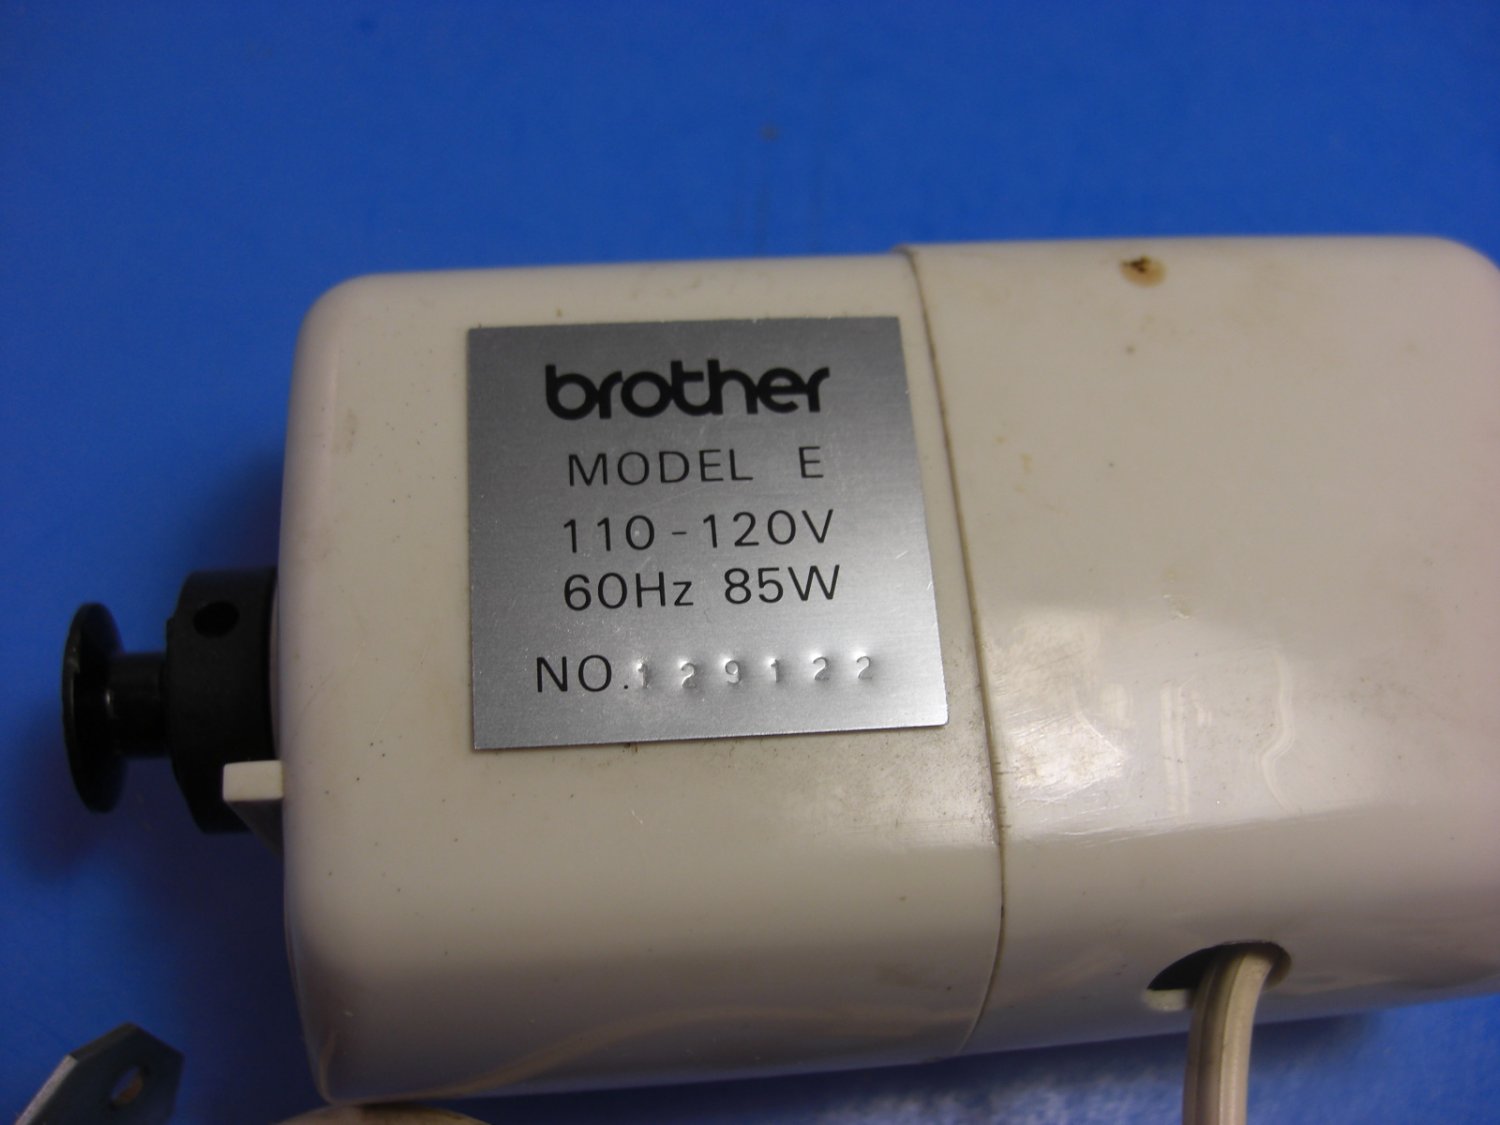 brother
MODEL E
110-120V
60Hz 85W
NO.129122